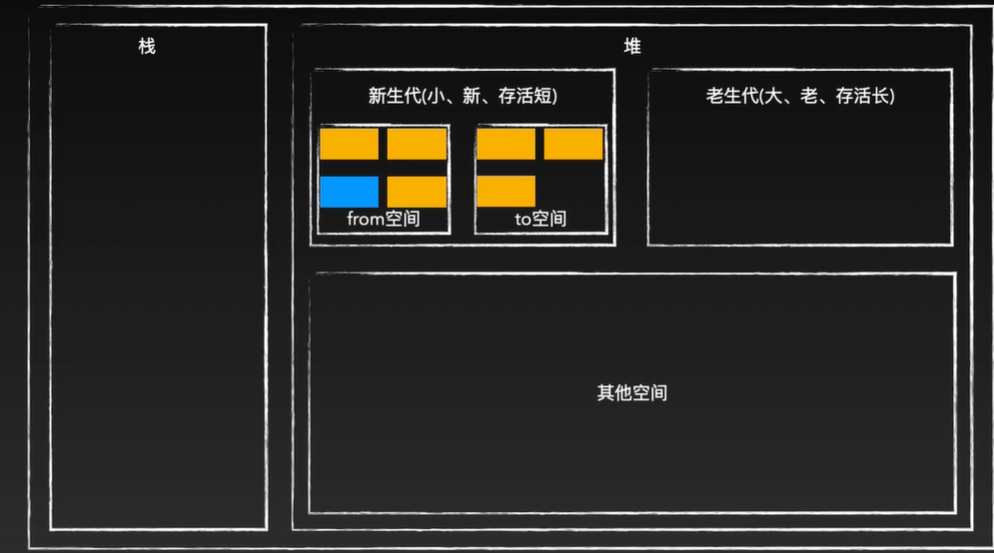 栈
堆
新生代(小、新、存活短)
老生代(大、老、存活长)
from空间
to空间
其他空间